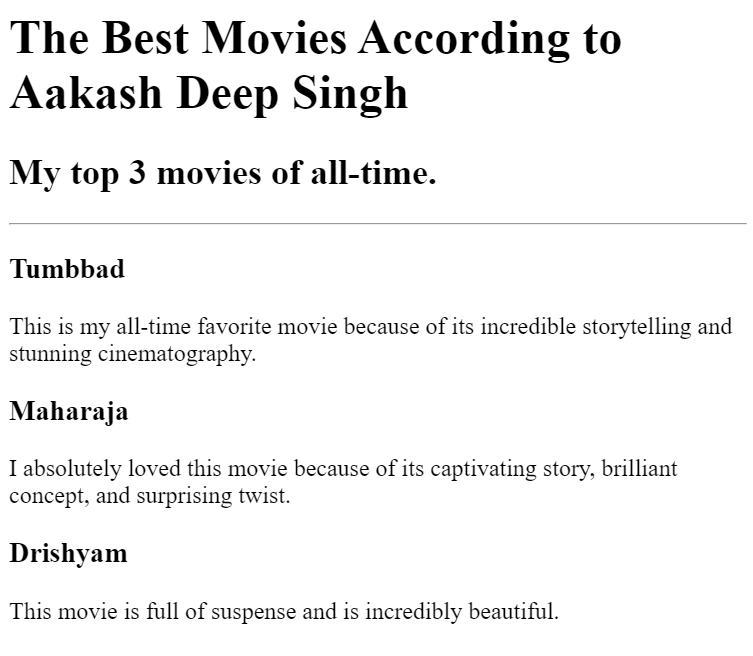 The Best Movies According to
Aakash Deep Singh
My top 3 movies of all-time.
Tumbbad
This is my all-time favorite movie because of its incredible storytelling and
stunning cinematography.
Maharaja
I absolutely loved this movie because of its captivating story, brilliant
concept, and surprising twist.
Drishyam
This movie is full of suspense and is incredibly beautiful.